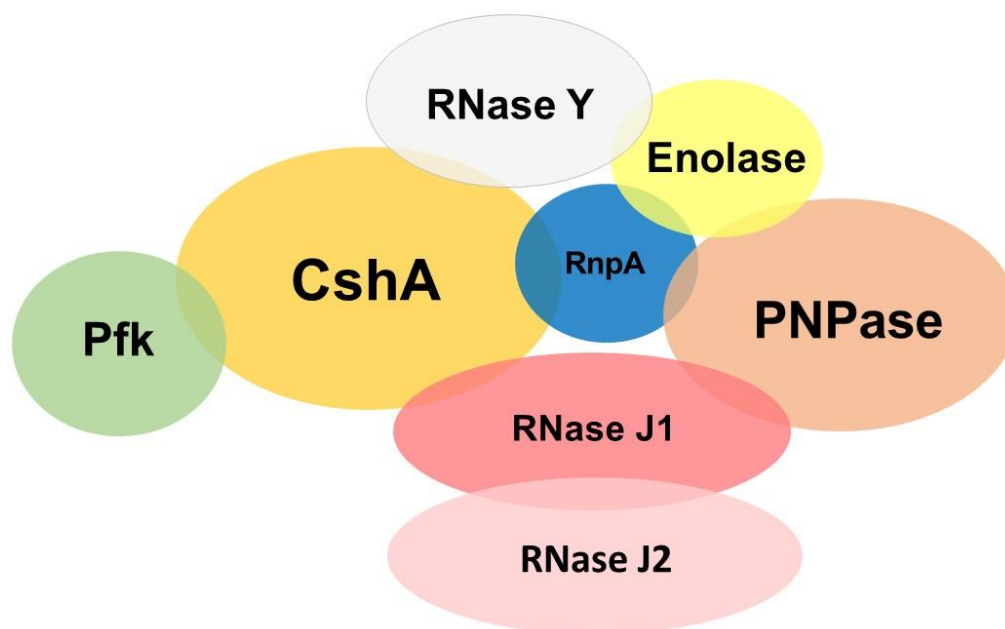 RNase Y
Enolase
CshA
RnpA
Pfk
PNPase
RNase J1
RNase J2